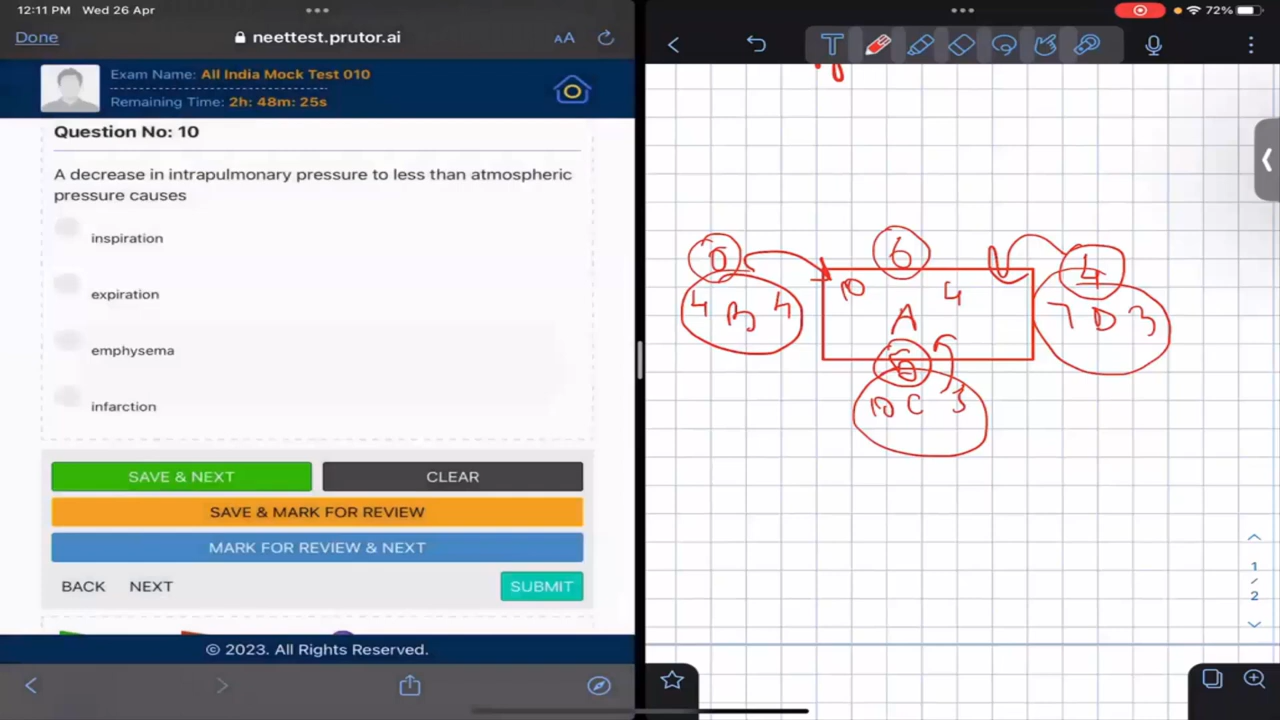 12:11 PM Wed 26 Apr
72%
Done
neettest.prutor.ai
AA
Exam Name: All India Mock Test 010
Remaining Time: 2h: 48m: 25s
Question No: 10
A decrease in intrapulmonary pressure to less than atmospheric
pressure causes
inspiration
expiration
emphysema
infarction
SAVE & NEXT
CLEAR
SAVE & MARK FOR REVIEW
MARK FOR REVIEW & NEXT
BACK
NEXT
SUBMIT
© 2023. All Rights Reserved.
T
6
4
10
4
A
4 B 4
7 D 3
10 C 3
1
/
2